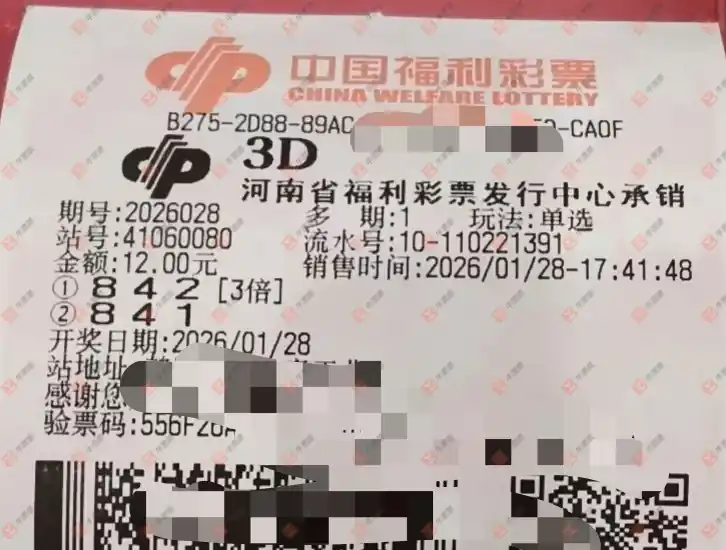 中国福利彩票
CHINA WELFARE LOTTERY
B275-2D88-89AC -CA0F
3D
河南省福利彩票发行中心承销
期号:2026028 多 期:1 玩法:单选
站号:41060080 流水号:10-110221391
金额:12.00元 销售时间:2026/01/28-17:41:48
① 8 4 2 [3倍]
② 8 4 1
开奖日期:2026/01/28
站地址:
感谢您
验票码:556F26A